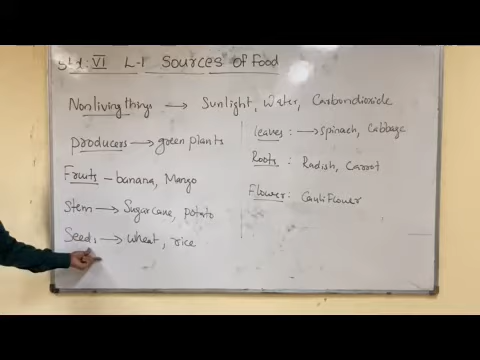 Std: VI L-1 Sources of Food
Nonliving things → Sunlight, Water, Carbondioxide
Producers → green plants
Fruits - banana, Mango
Stem → Sugarcane, potato
Seeds → wheat, rice
Leaves : → spinach, Cabbage
Roots : Radish, Carrot
Flower : Cauliflower